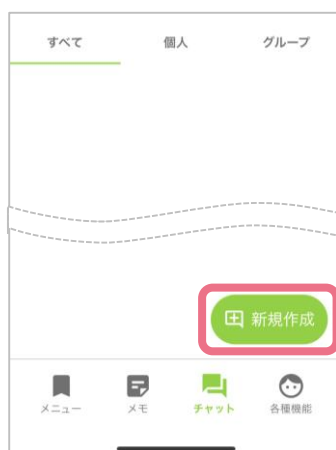 すべて 個人 グループ
新規作成
メニュー メモ チャット 各種機能